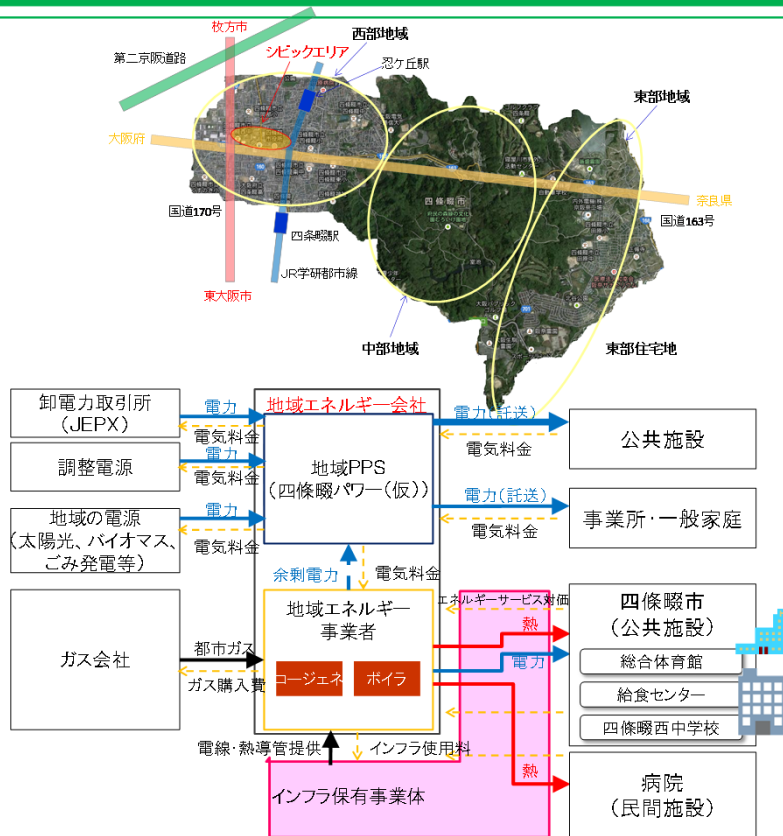 枚方市
西部地域
第二京阪道路
シビックエリア
忍ケ丘駅
東部地域
大阪府
四條畷市
奈良県
国道170号
国道163号
四条畷駅
JR学研都市線
東大阪市
中部地域
東部住宅地
卸電力取引所
(JEPX)
電力
電気料金
地域エネルギー会社
電力(託送)
電気料金
公共施設
調整電源
電力
電気料金
地域PPS
(四條畷パワー(仮))
地域の電源
(太陽光、バイオマス、
ごみ発電等)
電力
電気料金
電力(託送)
電気料金
事業所・一般家庭
余剰電力
電気料金
地域エネルギー
事業者
エネルギーサービス対価
四條畷市
(公共施設)
ガス会社
都市ガス
ガス購入費
コージェネ
ボイラ
熱
電力
総合体育館
給食センター
四條畷西中学校
電線・熱導管提供
インフラ使用料
インフラ保有事業体
熱
病院
(民間施設)